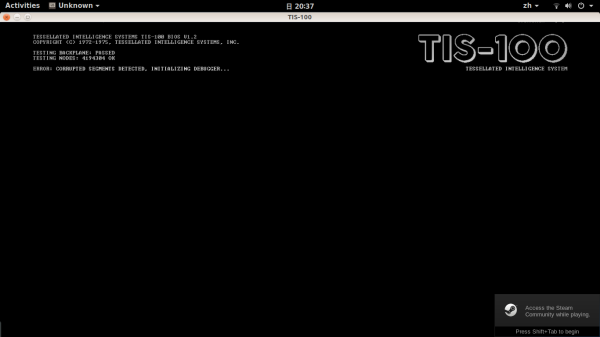 Activities
Unknown
日 20:37
zh
TIS-100
TESSELLATED INTELLIGENCE SYSTEMS TIS-100 BIOS V1.2
COPYRIGHT (C) 1972-1975, TESSELLATED INTELLIGENCE SYSTEMS, INC.
TESTING BACKPLANE: PASSED
TESTING NODES: 4194304 OK
ERROR: CORRUPTED SEGMENTS DETECTED, INITIALIZING DEBUGGER...
TIS-100
TESSELLATED INTELLIGENCE SYSTEM
Access the Steam
Community while playing.
Press Shift+Tab to begin